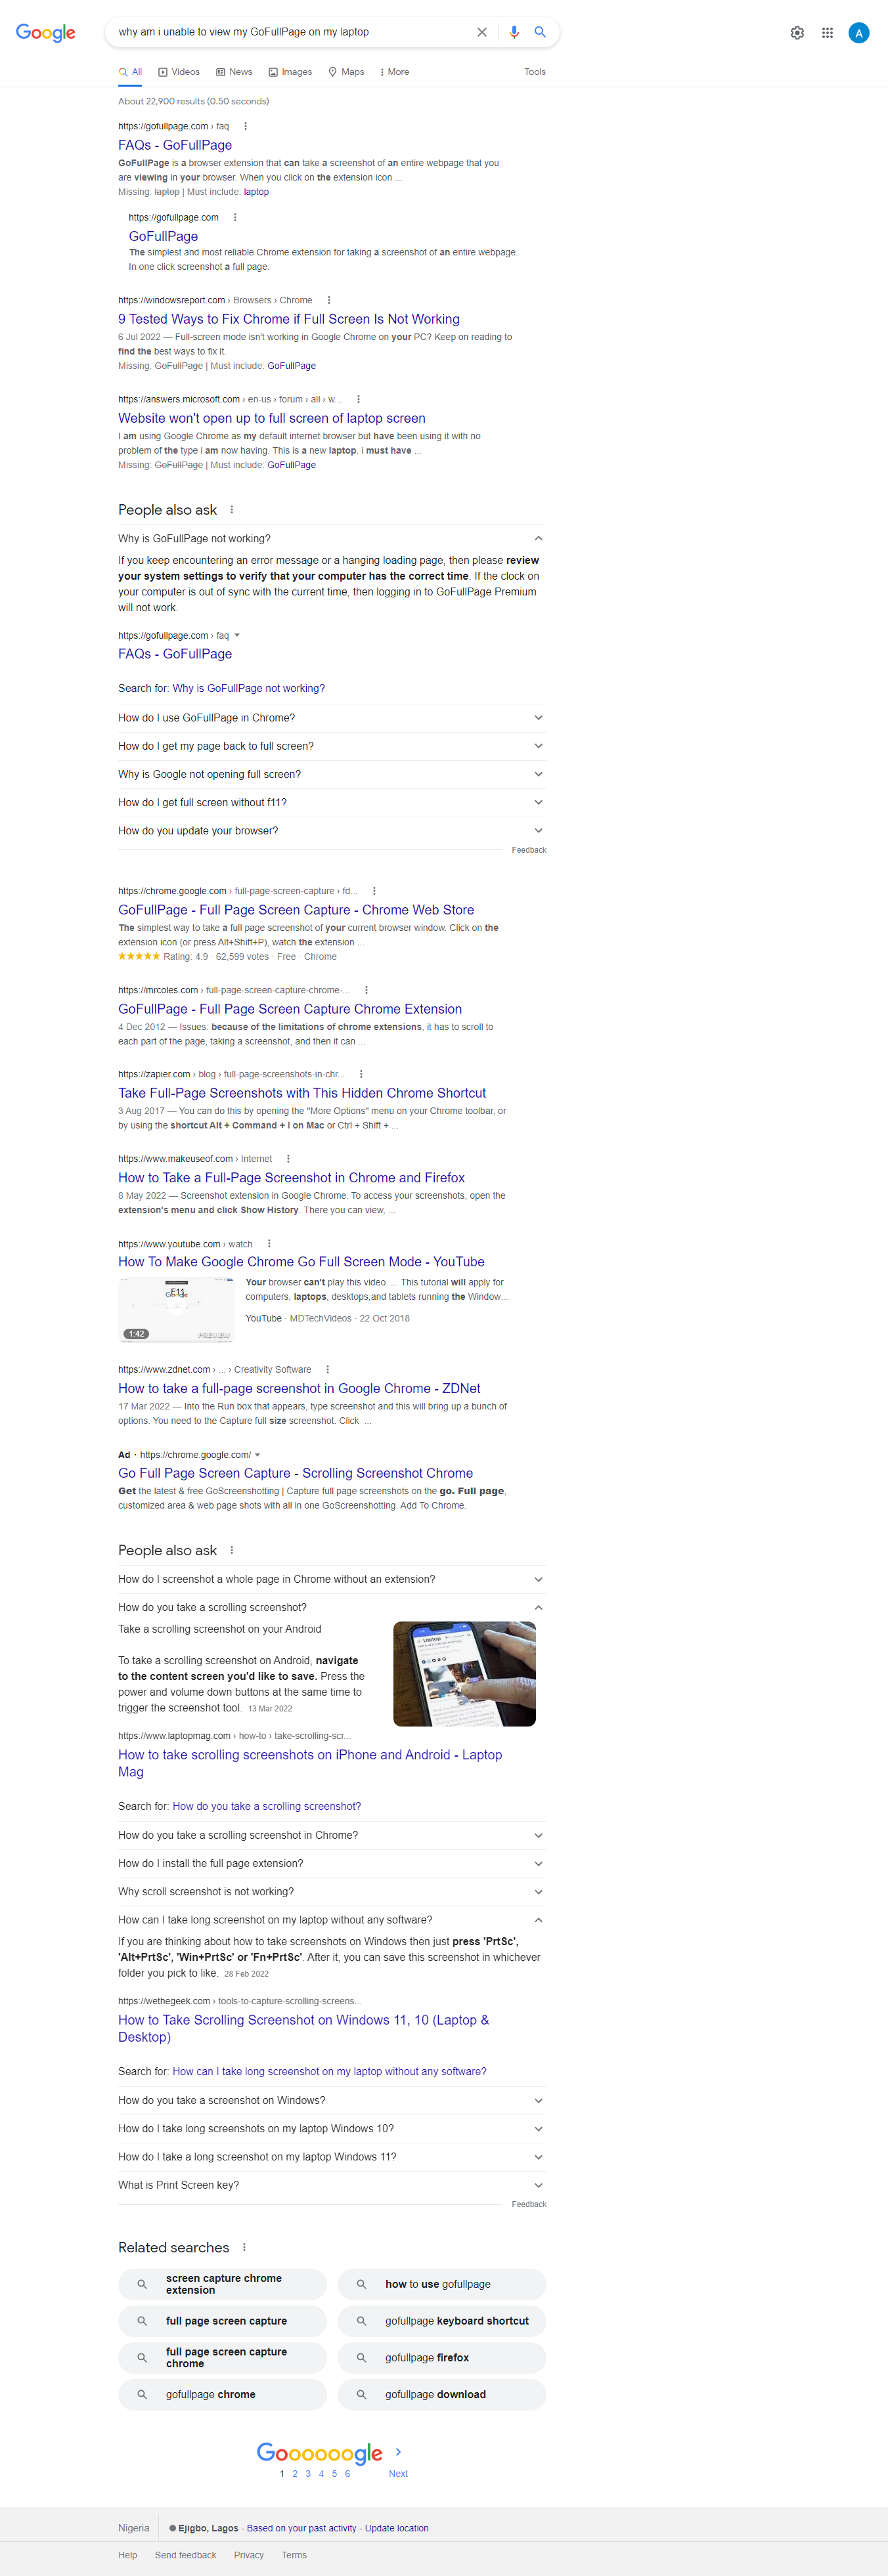 Google
why am i unable to view my GoFullPage on my laptop
A
All
Videos
News
Images
Maps
More
Tools
About 22,900 results (0.50 seconds)
https://gofullpage.com › faq
FAQs - GoFullPage
GoFullPage is a browser extension that can take a screenshot of an entire webpage that you
are viewing in your browser. When you click on the extension icon ...
Missing: laptop | Must include: laptop
https://gofullpage.com
GoFullPage
The simplest and most reliable Chrome extension for taking a screenshot of an entire webpage.
In one click screenshot a full page.
https://windowsreport.com › Browsers › Chrome
9 Tested Ways to Fix Chrome if Full Screen Is Not Working
6 Jul 2022 — Full-screen mode isn't working in Google Chrome on your PC? Keep on reading to
find the best ways to fix it.
Missing: GoFullPage | Must include: GoFullPage
https://answers.microsoft.com › en-us › forum › all › w...
Website won't open up to full screen of laptop screen
I am using Google Chrome as my default internet browser but have been using it with no
problem of the type i am now having. This is a new laptop. i must have ...
Missing: GoFullPage | Must include: GoFullPage
People also ask
Why is GoFullPage not working?
If you keep encountering an error message or a hanging loading page, then please review
your system settings to verify that your computer has the correct time. If the clock on
your computer is out of sync with the current time, then logging in to GoFullPage Premium
will not work.
https://gofullpage.com › faq
FAQs - GoFullPage
Search for: Why is GoFullPage not working?
How do I use GoFullPage in Chrome?
How do I get my page back to full screen?
Why is Google not opening full screen?
How do I get full screen without f11?
How do you update your browser?
Feedback
https://chrome.google.com › full-page-screen-capture › fd...
GoFullPage - Full Page Screen Capture - Chrome Web Store
The simplest way to take a full page screenshot of your current browser window. Click on the
extension icon (or press Alt+Shift+P), watch the extension ...
Rating: 4.9 · 62,599 votes · Free · Chrome
https://mrcoles.com › full-page-screen-capture-chrome-...
GoFullPage - Full Page Screen Capture Chrome Extension
4 Dec 2012 — Issues: because of the limitations of chrome extensions, it has to scroll to
each part of the page, taking a screenshot, and then it can ...
https://zapier.com › blog › full-page-screenshots-in-chr...
Take Full-Page Screenshots with This Hidden Chrome Shortcut
3 Aug 2017 — You can do this by opening the "More Options" menu on your Chrome toolbar, or
by using the shortcut Alt + Command + I on Mac or Ctrl + Shift + ...
https://www.makeuseof.com › Internet
How to Take a Full-Page Screenshot in Chrome and Firefox
8 May 2022 — Screenshot extension in Google Chrome. To access your screenshots, open the
extension's menu and click Show History. There you can view, ...
https://www.youtube.com › watch
How To Make Google Chrome Go Full Screen Mode - YouTube
F11
1:42
PREVIEW
Your browser can't play this video. ... This tutorial will apply for
computers, laptops, desktops,and tablets running the Window...
YouTube · MDTechVideos · 22 Oct 2018
https://www.zdnet.com › ... › Creativity Software
How to take a full-page screenshot in Google Chrome - ZDNet
17 Mar 2022 — Into the Run box that appears, type screenshot and this will bring up a bunch of
options. You need to the Capture full size screenshot. Click ...
Ad · https://chrome.google.com/
Go Full Page Screen Capture - Scrolling Screenshot Chrome
Get the latest & free GoScreenshotting | Capture full page screenshots on the go. Full page,
customized area & web page shots with all in one GoScreenshotting. Add To Chrome.
People also ask
How do I screenshot a whole page in Chrome without an extension?
How do you take a scrolling screenshot?
Take a scrolling screenshot on your Android
To take a scrolling screenshot on Android, navigate
to the content screen you'd like to save. Press the
power and volume down buttons at the same time to
trigger the screenshot tool. 13 Mar 2022
Laptop
https://www.laptopmag.com › how-to › take-scrolling-scr...
How to take scrolling screenshots on iPhone and Android - Laptop
Mag
Search for: How do you take a scrolling screenshot?
How do you take a scrolling screenshot in Chrome?
How do I install the full page extension?
Why scroll screenshot is not working?
How can I take long screenshot on my laptop without any software?
If you are thinking about how to take screenshots on Windows then just press 'PrtSc',
'Alt+PrtSc', 'Win+PrtSc' or 'Fn+PrtSc'. After it, you can save this screenshot in whichever
folder you pick to like. 28 Feb 2022
https://wethegeek.com › tools-to-capture-scrolling-screens...
How to Take Scrolling Screenshot on Windows 11, 10 (Laptop &
Desktop)
Search for: How can I take long screenshot on my laptop without any software?
How do you take a screenshot on Windows?
How do I take long screenshots on my laptop Windows 10?
How do I take a long screenshot on my laptop Windows 11?
What is Print Screen key?
Feedback
Related searches
screen capture chrome
extension
how to use gofullpage
full page screen capture
gofullpage keyboard shortcut
full page screen capture
chrome
gofullpage firefox
gofullpage chrome
gofullpage download
Goooooogle
1 2 3 4 5 6 Next
Nigeria
Ejigbo, Lagos - Based on your past activity - Update location
Help Send feedback Privacy Terms